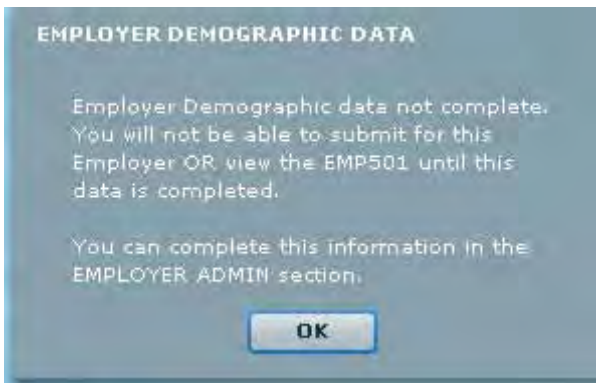 EMPLOYER DEMOGRAPHIC DATA
Employer Demographic data not complete.
You will not be able to submit for this
Employer OR view the EMP501 until this
data is completed.
You can complete this information in the
EMPLOYER ADMIN section.
OK